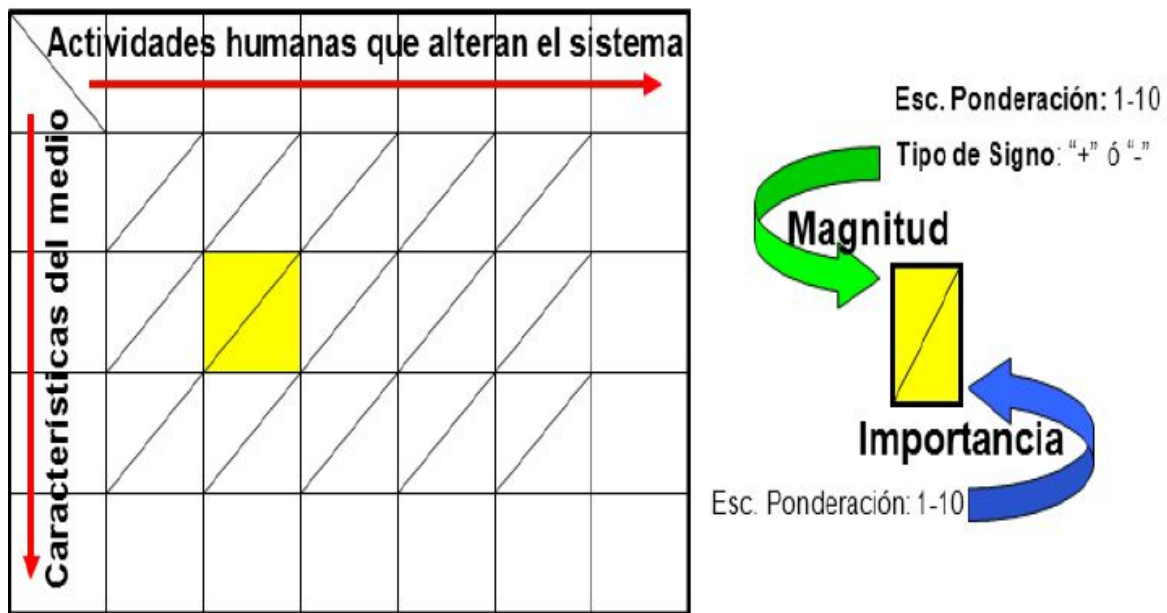 Actividades humanas que alteran el sistema
Características del medio
Esc. Ponderación: 1-10
Tipo de Signo: “+” ó “-”
Magnitud
Importancia
Esc. Ponderación: 1-10